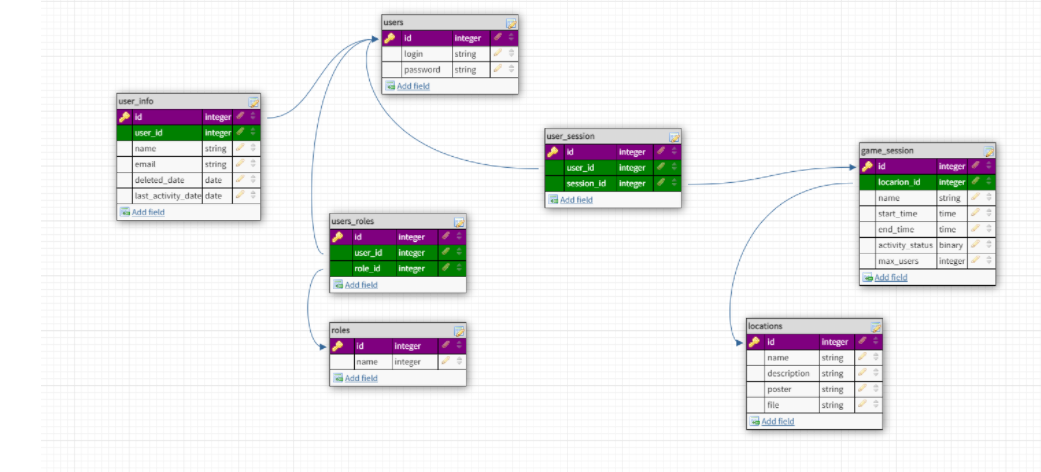 users
id integer
login string
password string
Add field
user_info
id integer
user_id integer
name string
email string
deleted_date date
last_activity_date date
Add field
user_session
id integer
user_id integer
session_id integer
Add field
game_session
id integer
locarion_id integer
name string
start_time time
end_time time
activity_status binary
max_users integer
Add field
users_roles
id integer
user_id integer
role_id integer
Add field
roles
id integer
name integer
Add field
locations
id integer
name string
description string
poster string
file string
Add field